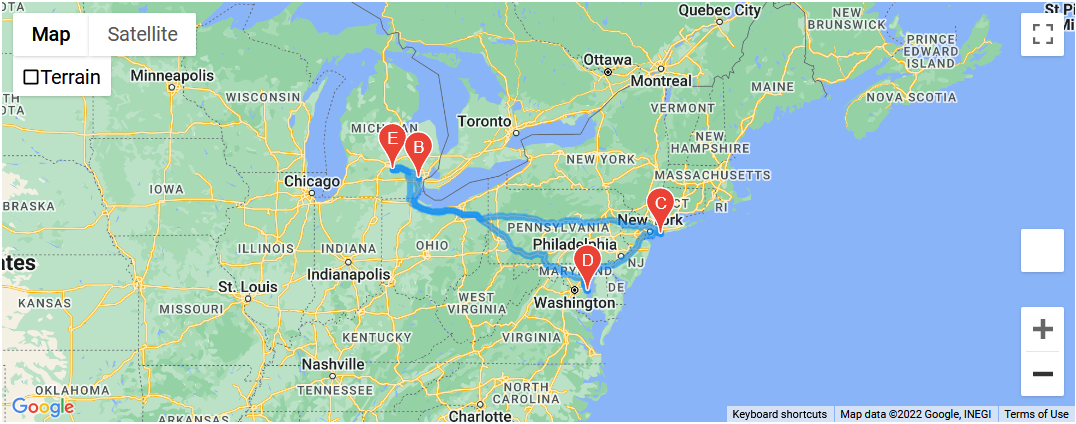 Map
Satellite
Terrain
Quebec City
NEW
BRUNSWICK
PRINCE
EDWARD
ISLAND
NOVA SCOTIA
Ottawa
Montreal
MAINE
Minneapolis
WISCONSIN
VERMONT
MICHIGAN
Toronto
NEW
HAMPSHIRE
NEW YORK
MASSACHUSETTS
E
B
C
D
CT
RI
Chicago
IOWA
New York
PENNSYLVANIA
Philadelphia
OHIO
ILLINOIS
INDIANA
NJ
MARYLAND
Indianapolis
DE
Washington
St. Louis
WEST
VIRGINIA
KANSAS
MISSOURI
KENTUCKY
VIRGINIA
Nashville
TENNESSEE
OKLAHOMA
NORTH
CAROLINA
Charlotte
ARKANSAS
Google
Keyboard shortcuts
Map data ©2022 Google, INEGI
Terms of Use